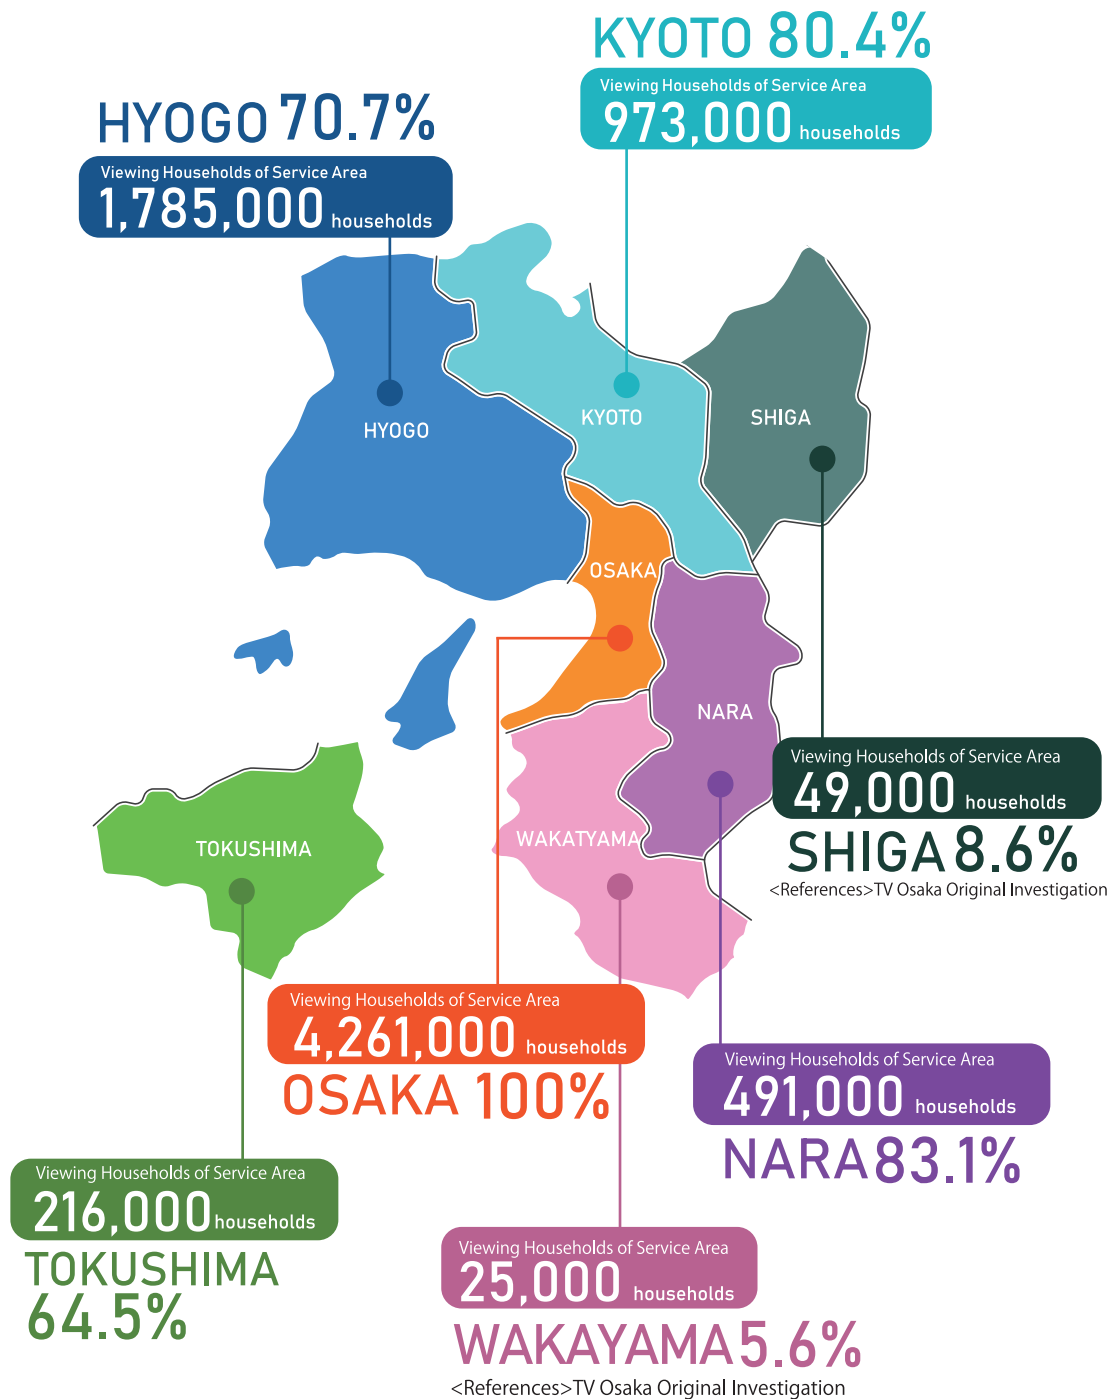 KYOTO 80.4%
Viewing Households of Service Area
973,000 households
HYOGO 70.7%
Viewing Households of Service Area
1,785,000 households
HYOGO
KYOTO
SHIGA
OSAKA
NARA
TOKUSHIMA
WAKATYAMA
Viewing Households of Service Area
49,000 households
SHIGA 8.6%
<References>TV Osaka Original Investigation
Viewing Households of Service Area
4,261,000 households
OSAKA 100%
Viewing Households of Service Area
491,000 households
NARA 83.1%
Viewing Households of Service Area
216,000 households
TOKUSHIMA
64.5%
Viewing Households of Service Area
25,000 households
WAKAYAMA 5.6%
<References>TV Osaka Original Investigation